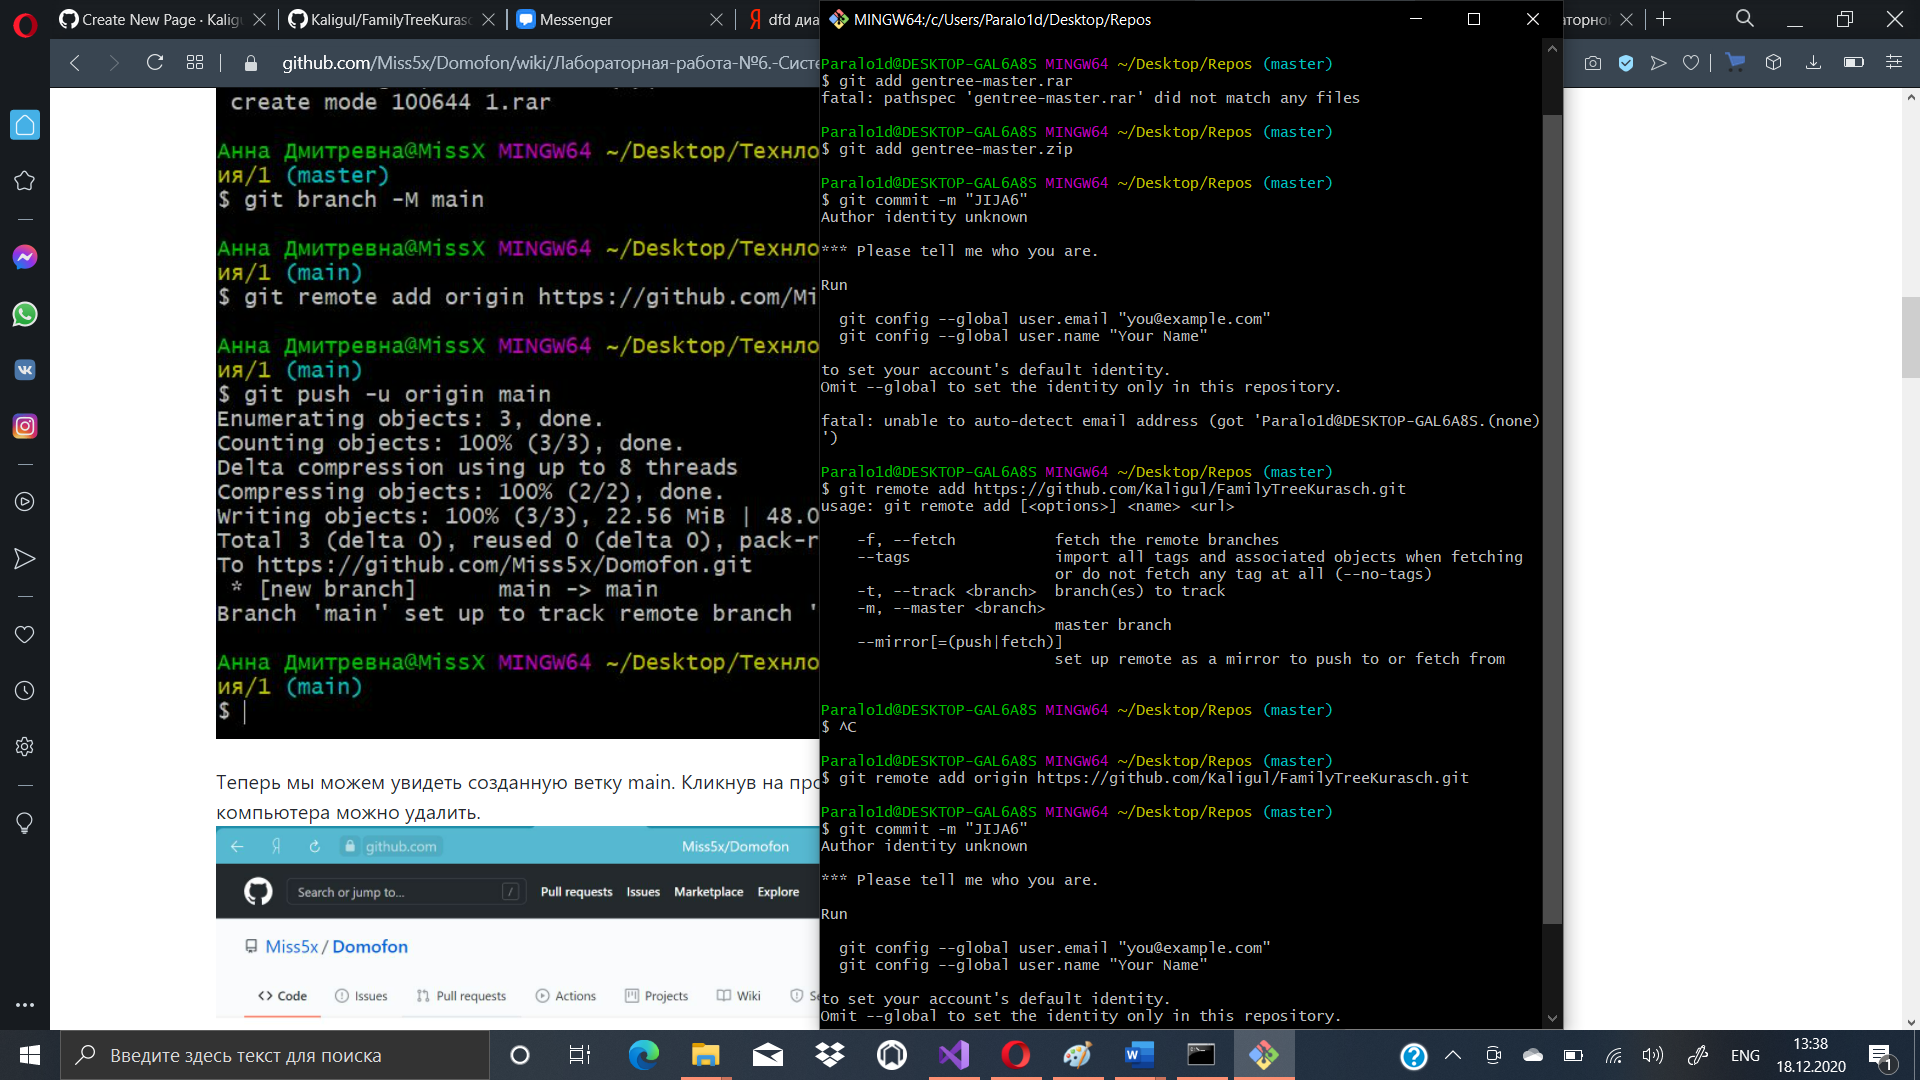 Create New Page · Kalig
Kaligul/FamilyTreeKuras
Messenger
dfd диа
MINGW64:/c/Users/Paralo1d/Desktop/Repos
github.com/Miss5x/Domofon/wiki/Лабораторная-работа-№6.-Систе
create mode 100644 1.rar
Анна Дмитревна@MissX MINGW64 ~/Desktop/Технло
ия/1 (master)
$ git branch -M main
Анна Дмитревна@MissX MINGW64 ~/Desktop/Технло
ия/1 (main)
$ git remote add origin https://github.com/Mi
Анна Дмитревна@MissX MINGW64 ~/Desktop/Технло
ия/1 (main)
$ git push -u origin main
Enumerating objects: 3, done.
Counting objects: 100% (3/3), done.
Delta compression using up to 8 threads
Compressing objects: 100% (2/2), done.
Writing objects: 100% (3/3), 22.56 MiB | 48.0
Total 3 (delta 0), reused 0 (delta 0), pack-r
To https://github.com/Miss5x/Domofon.git
* [new branch]      main -> main
Branch 'main' set up to track remote branch '
Анна Дмитревна@MissX MINGW64 ~/Desktop/Технло
ия/1 (main)
$
Теперь мы можем увидеть созданную ветку main. Кликнув на про
компьютера можно удалить.
github.com
Miss5x/Domofon
Search or jump to...
/
Pull requests Issues Marketplace Explore
Miss5x / Domofon
<> Code Issues Pull requests Actions Projects Wiki
Paralo1d@DESKTOP-GAL6A8S MINGW64 ~/Desktop/Repos (master)
$ git add gentree-master.rar
fatal: pathspec 'gentree-master.rar' did not match any files
Paralo1d@DESKTOP-GAL6A8S MINGW64 ~/Desktop/Repos (master)
$ git add gentree-master.zip
Paralo1d@DESKTOP-GAL6A8S MINGW64 ~/Desktop/Repos (master)
$ git commit -m "JIJA6"
Author identity unknown
*** Please tell me who you are.
Run
git config --global user.email "you@example.com"
git config --global user.name "Your Name"
to set your account's default identity.
Omit --global to set the identity only in this repository.
fatal: unable to auto-detect email address (got 'Paralo1d@DESKTOP-GAL6A8S.(none)
')
Paralo1d@DESKTOP-GAL6A8S MINGW64 ~/Desktop/Repos (master)
$ git remote add https://github.com/Kaligul/FamilyTreeKurasch.git
usage: git remote add [<options>] <name> <url>
-f, --fetch           fetch the remote branches
--tags                import all tags and associated objects when fetching
or do not fetch any tag at all (--no-tags)
-t, --track <branch>  branch(es) to track
-m, --master <branch>
master branch
--mirror[=(push|fetch)]
set up remote as a mirror to push to or fetch from
Paralo1d@DESKTOP-GAL6A8S MINGW64 ~/Desktop/Repos (master)
$ ^C
Paralo1d@DESKTOP-GAL6A8S MINGW64 ~/Desktop/Repos (master)
$ git remote add origin https://github.com/Kaligul/FamilyTreeKurasch.git
Paralo1d@DESKTOP-GAL6A8S MINGW64 ~/Desktop/Repos (master)
$ git commit -m "JIJA6"
Author identity unknown
*** Please tell me who you are.
Run
git config --global user.email "you@example.com"
git config --global user.name "Your Name"
to set your account's default identity.
Omit --global to set the identity only in this repository.
Введите здесь текст для поиска
ENG
13:38
18.12.2020
1